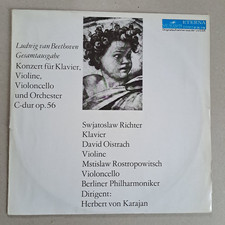 ETERNA
Ludwig van Beethoven
Gesamtausgabe
Konzert für Klavier,
Violine,
Violoncello
und Orchester
C-dur op. 56
Swjatoslaw Richter
Klavier
David Oistrach
Violine
Mstislaw Rostropowitsch
Violoncello
Berliner Philharmoniker
Dirigent:
Herbert von Karajan